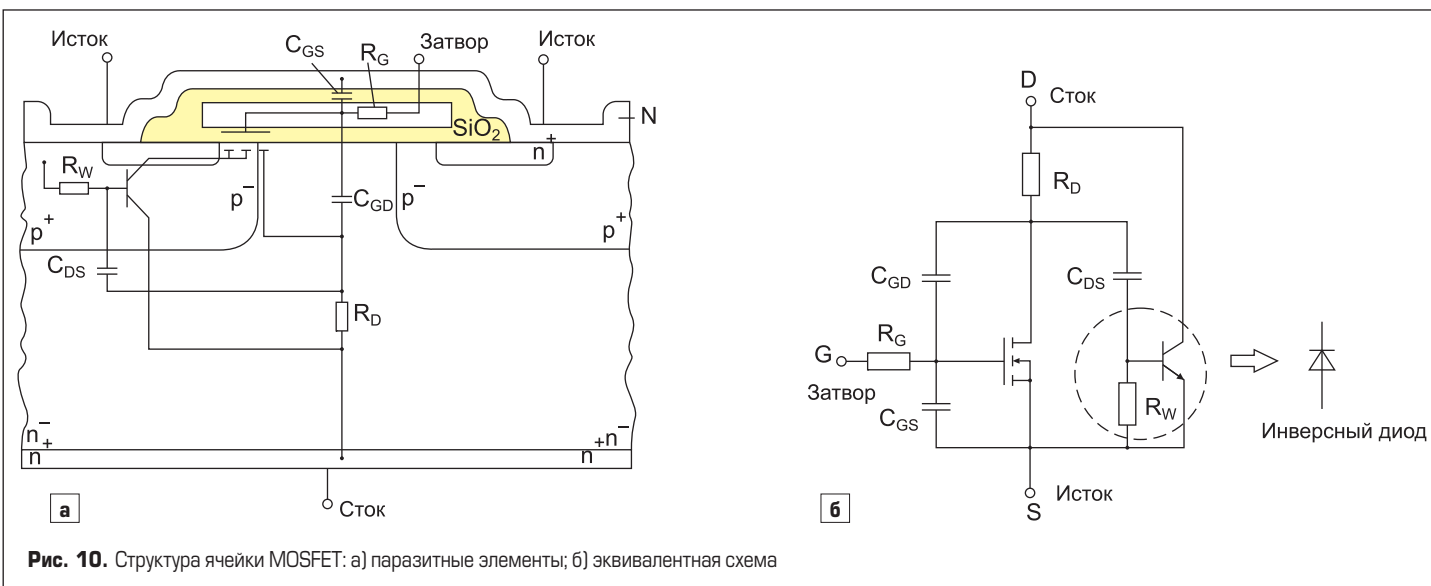 Исток
C_GS
R_G
Затвор
Исток
N
SiO₂
n⁺
R_W
p⁻
C_GD
p⁻
p⁺
p⁺
C_DS
R_D
n⁻
n⁺
n⁻
n⁺
Сток
а
D
Сток
R_D
C_GD
C_DS
G
R_G
Затвор
C_GS
R_W
Инверсный диод
Исток
S
б
Рис. 10. Структура ячейки MOSFET: а) паразитные элементы; б) эквивалентная схема